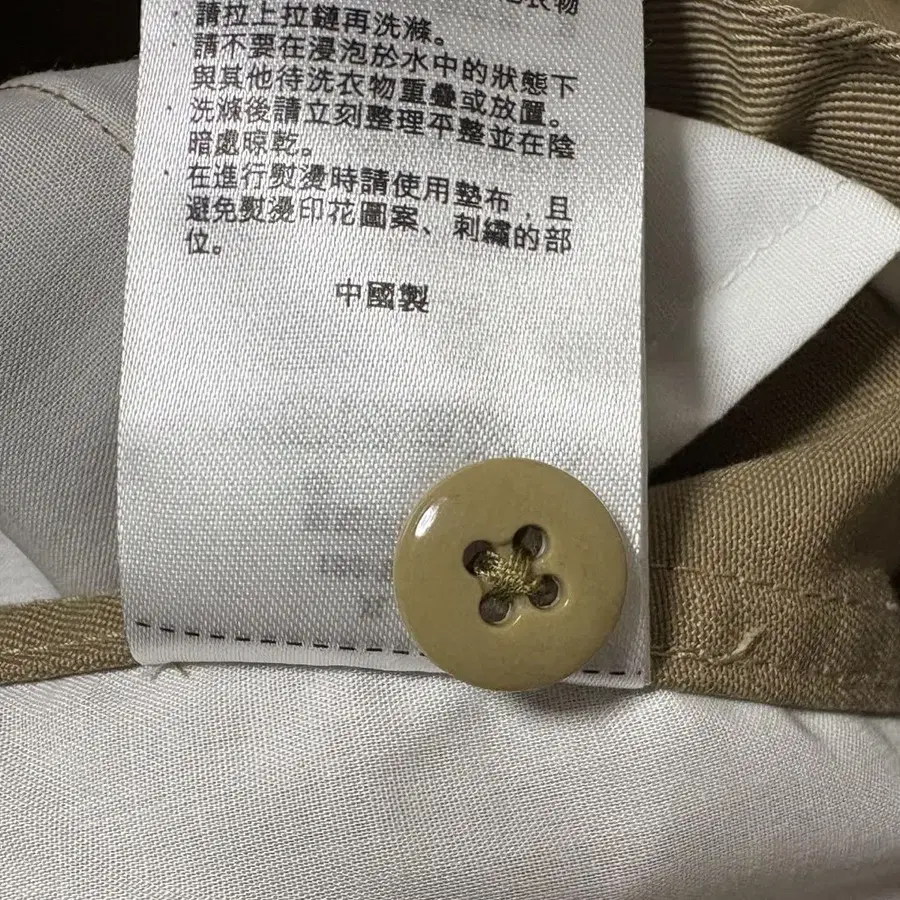 衣物
· 請拉上拉鏈再洗滌。
· 請不要在浸泡於水中的狀態下
與其他待洗衣物重疊或放置。
· 洗滌後請立刻整理平整並在陰
暗處晾乾。
· 在進行熨燙時請使用墊布，且
避免熨燙印花圖案、刺繡的部
位。
中國製